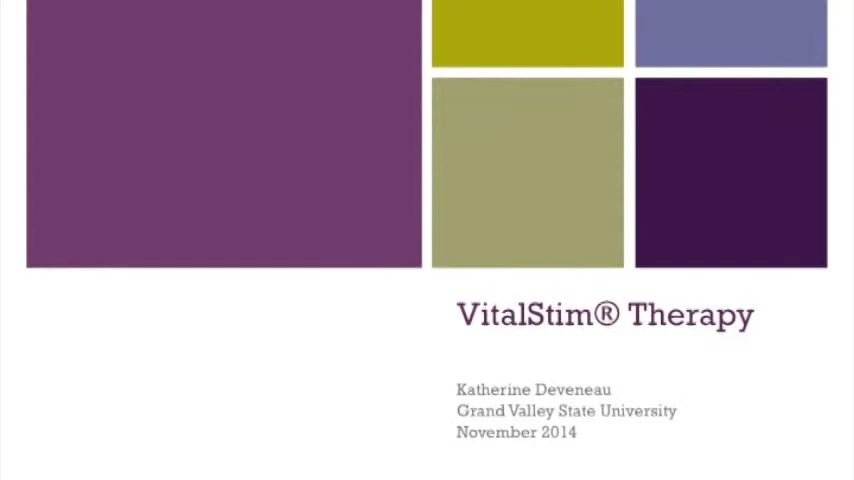 VitalStim® Therapy
Katherine Deveneau
Grand Valley State University
November 2014